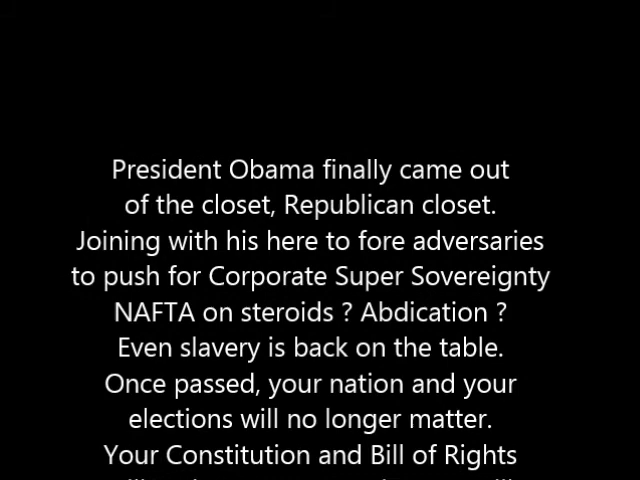 President Obama finally came out
of the closet, Republican closet.
Joining with his here to fore adversaries
to push for Corporate Super Sovereignty
NAFTA on steroids ? Abdication ?
Even slavery is back on the table.
Once passed, your nation and your
elections will no longer matter.
Your Constitution and Bill of Rights